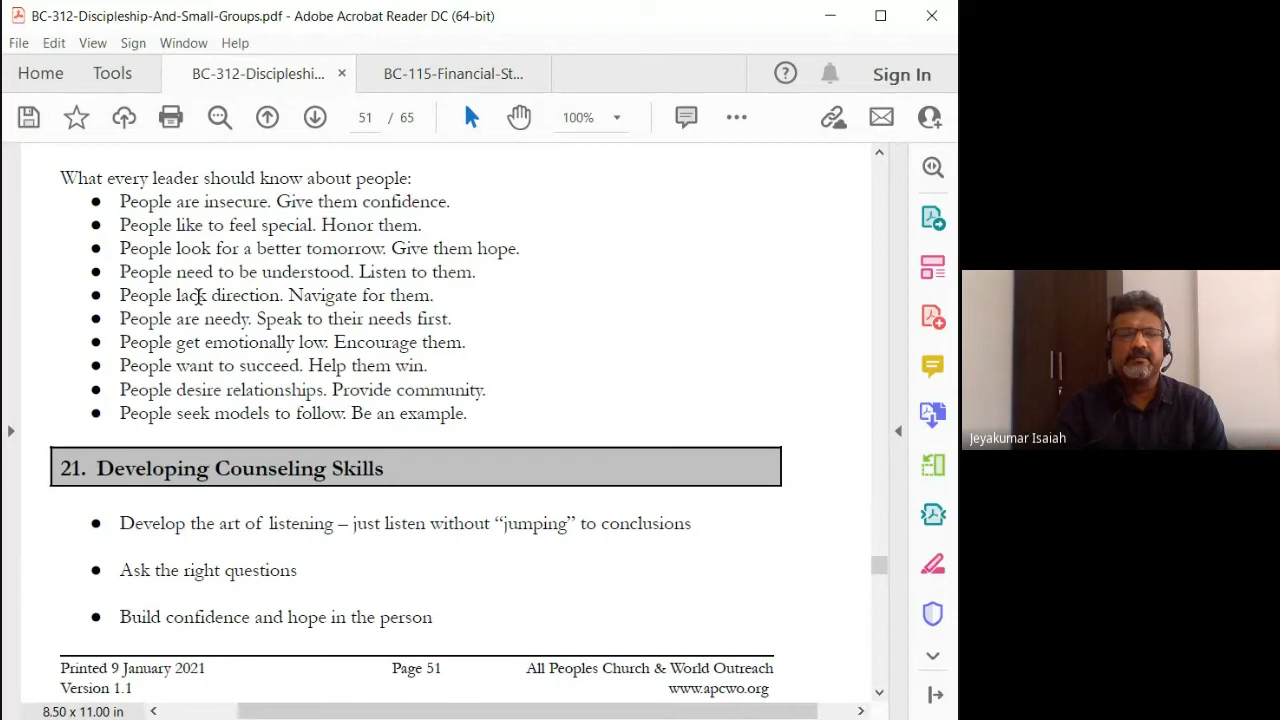 BC-312-Discipleship-And-Small-Groups.pdf - Adobe Acrobat Reader DC (64-bit)
File Edit View Sign Window Help
Home Tools BC-312-Discipleshi... × BC-115-Financial-St... Sign In
51 / 65 100%
What every leader should know about people:
● People are insecure. Give them confidence.
● People like to feel special. Honor them.
● People look for a better tomorrow. Give them hope.
● People need to be understood. Listen to them.
● People lack direction. Navigate for them.
● People are needy. Speak to their needs first.
● People get emotionally low. Encourage them.
● People want to succeed. Help them win.
● People desire relationships. Provide community.
● People seek models to follow. Be an example.
21. Developing Counseling Skills
● Develop the art of listening – just listen without “jumping” to conclusions
● Ask the right questions
● Build confidence and hope in the person
Printed 9 January 2021 Page 51 All Peoples Church & World Outreach
Version 1.1 www.apcwo.org
8.50 x 11.00 in
Jeyakumar Isaiah